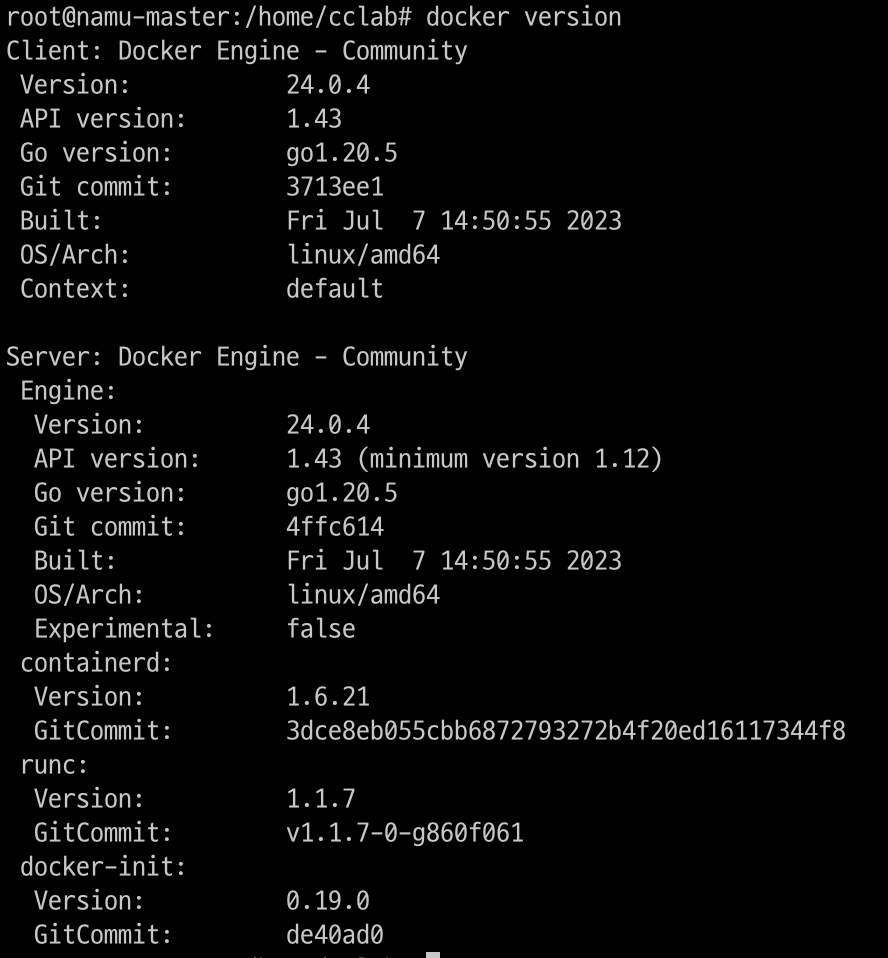 root@namu-master:/home/cclab# docker version
Client: Docker Engine - Community
 Version:           24.0.4
 API version:       1.43
 Go version:        go1.20.5
 Git commit:        3713ee1
 Built:             Fri Jul  7 14:50:55 2023
 OS/Arch:           linux/amd64
 Context:           default

Server: Docker Engine - Community
 Engine:
  Version:          24.0.4
  API version:      1.43 (minimum version 1.12)
  Go version:       go1.20.5
  Git commit:       4ffc614
  Built:            Fri Jul  7 14:50:55 2023
  OS/Arch:          linux/amd64
  Experimental:     false
 containerd:
  Version:          1.6.21
  GitCommit:        3dce8eb055cbb6872793272b4f20ed16117344f8
 runc:
  Version:          1.1.7
  GitCommit:        v1.1.7-0-g860f061
 docker-init:
  Version:          0.19.0
  GitCommit:        de40ad0